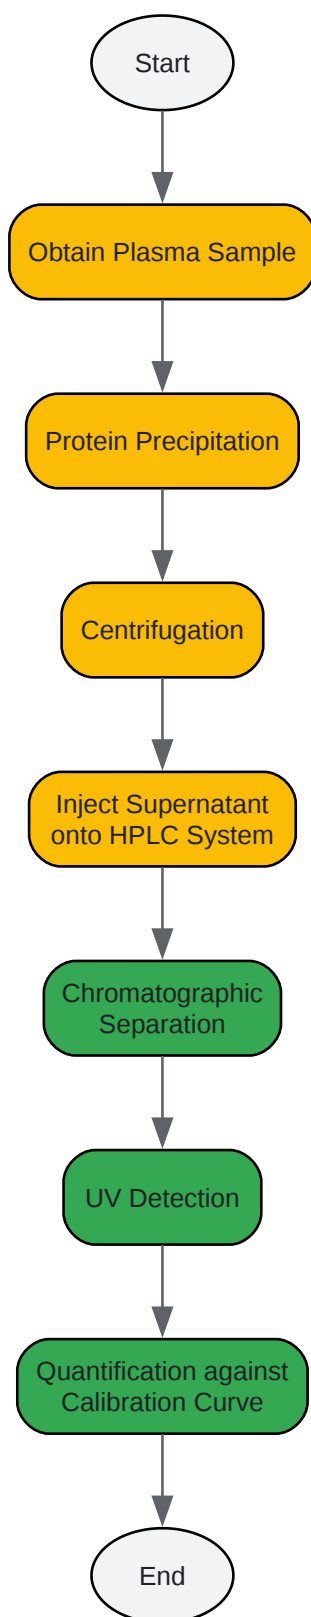 Start
Obtain Plasma Sample
Protein Precipitation
Centrifugation
Inject Supernatant
onto HPLC System
Chromatographic
Separation
UV Detection
Quantification against
Calibration Curve
End